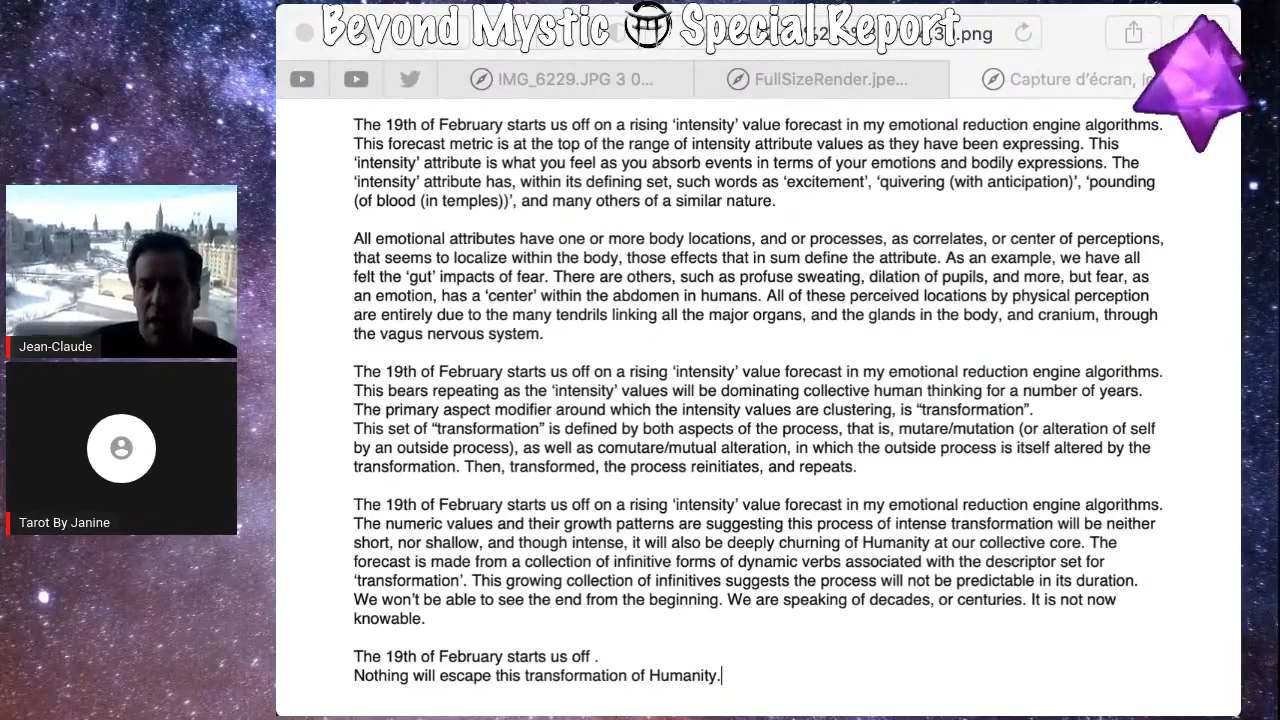 Beyond Mystic Special Report
.png
IMG_6229.JPG 3 0...
FullSizeRender.jpe...
Capture d'écran,
The 19th of February starts us off on a rising ‘intensity’ value forecast in my emotional reduction engine algorithms.
This forecast metric is at the top of the range of intensity attribute values as they have been expressing. This
‘intensity’ attribute is what you feel as you absorb events in terms of your emotions and bodily expressions. The
‘intensity’ attribute has, within its defining set, such words as ‘excitement’, ‘quivering (with anticipation)’, ‘pounding
(of blood (in temples))’, and many others of a similar nature.
All emotional attributes have one or more body locations, and or processes, as correlates, or center of perceptions,
that seems to localize within the body, those effects that in sum define the attribute. As an example, we have all
felt the ‘gut’ impacts of fear. There are others, such as profuse sweating, dilation of pupils, and more, but fear, as
an emotion, has a ‘center’ within the abdomen in humans. All of these perceived locations by physical perception
are entirely due to the many tendrils linking all the major organs, and the glands in the body, and cranium, through
the vagus nervous system.
The 19th of February starts us off on a rising ‘intensity’ value forecast in my emotional reduction engine algorithms.
This bears repeating as the ‘intensity’ values will be dominating collective human thinking for a number of years.
The primary aspect modifier around which the intensity values are clustering, is “transformation”.
This set of “transformation” is defined by both aspects of the process, that is, mutare/mutation (or alteration of self
by an outside process), as well as comutare/mutual alteration, in which the outside process is itself altered by the
transformation. Then, transformed, the process reinitiates, and repeats.
The 19th of February starts us off on a rising ‘intensity’ value forecast in my emotional reduction engine algorithms.
The numeric values and their growth patterns are suggesting this process of intense transformation will be neither
short, nor shallow, and though intense, it will also be deeply churning of Humanity at our collective core. The
forecast is made from a collection of infinitive forms of dynamic verbs associated with the descriptor set for
‘transformation’. This growing collection of infinitives suggests the process will not be predictable in its duration.
We won’t be able to see the end from the beginning. We are speaking of decades, or centuries. It is not now
knowable.
The 19th of February starts us off .
Nothing will escape this transformation of Humanity.
Jean-Claude
Tarot By Janine